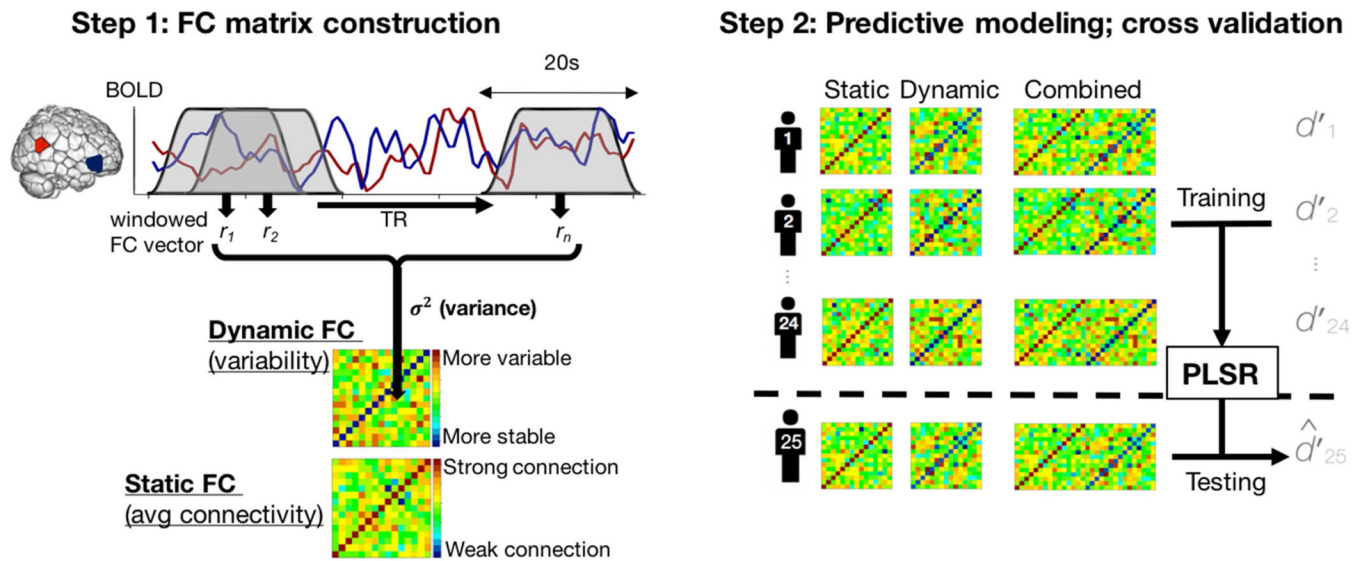 Step 1: FC matrix construction
20s
BOLD
windowed
FC vector
r1
r2
TR
rn
σ² (variance)
Dynamic FC
(variability)
More variable
More stable
Static FC
(avg connectivity)
Strong connection
Weak connection
Step 2: Predictive modeling; cross validation
Static Dynamic Combined
1
d′1
2
Training
d′2
⋮
⋮
24
d′24
PLSR
25
d̂′25
Testing